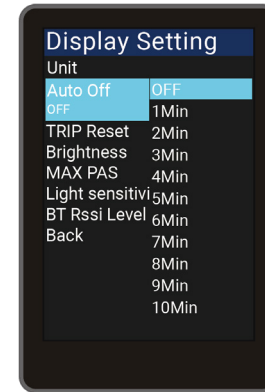 Display Setting
Unit
Auto Off
OFF
TRIP Reset
Brightness
MAX PAS
Light sensitivi
BT Rssi Level
Back
OFF
1Min
2Min
3Min
4Min
5Min
6Min
7Min
8Min
9Min
10Min